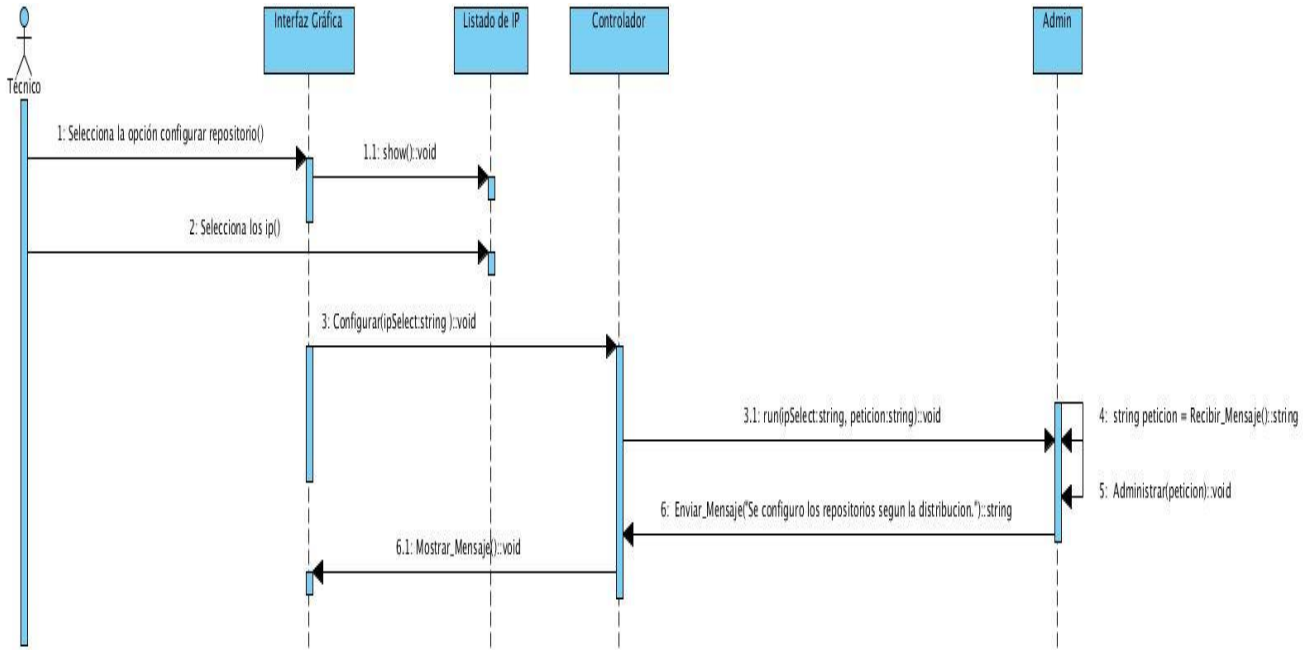 Interfaz Gráfica
Listado de IP
Controlador
Admin
Técnico
1: Selecciona la opción configurar repositorio()
1.1: show()::void
2: Selecciona los ip()
3: Configurar(ipSelect:string )::void
3.1: run(ipSelect:string, peticion:string)::void
4:  string peticion = Recibir_Mensaje()::string
5:  Administrar(peticion)::void
6:  Enviar_Mensaje("Se configuro los repositorios segun la distribucion.")::string
6.1: Mostrar_Mensaje()::void